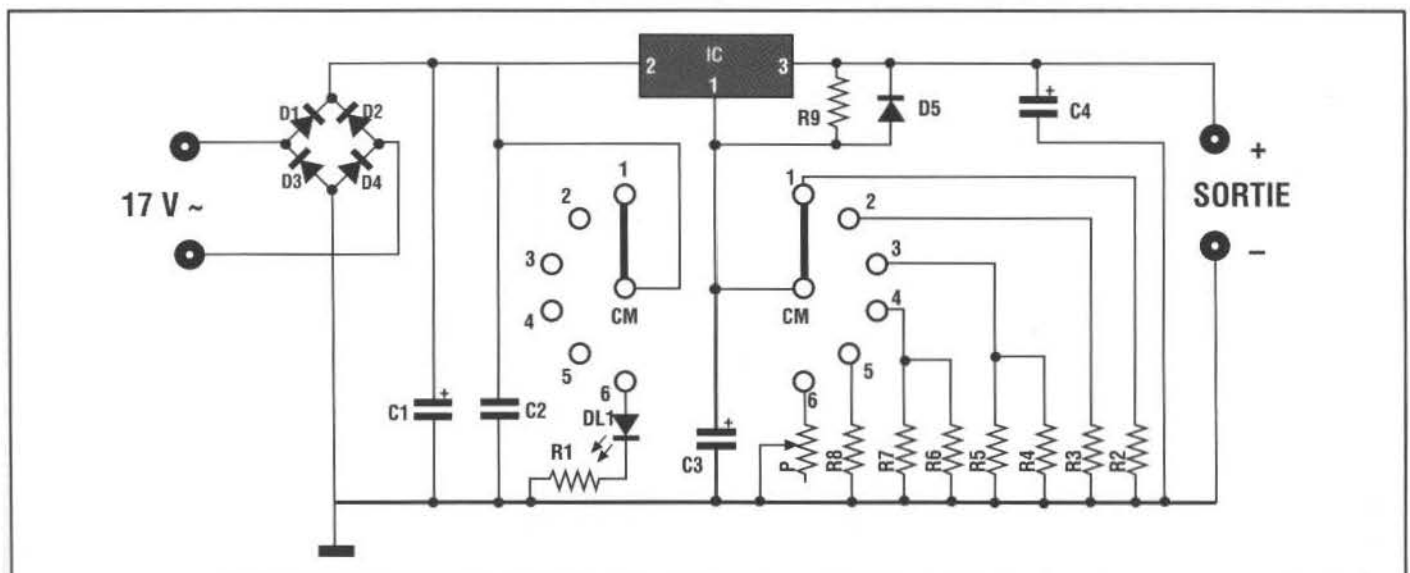 IC
2
3
1
D1
D2
D3
D4
17 V ~
R9
D5
+
C4
+
SORTIE
–
1
2
3
4
5
6
CM
1
2
3
4
5
6
CM
C1
+
C2
DL1
R1
C3
+
P
R8
R7
R6
R5
R4
R3
R2